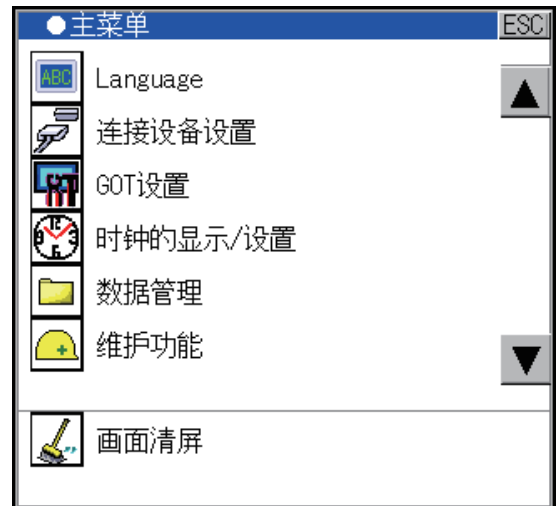 ●主菜单 ESC
ABC Language
连接设备设置
GOT设置
时钟的显示/设置
数据管理
维护功能
画面清屏